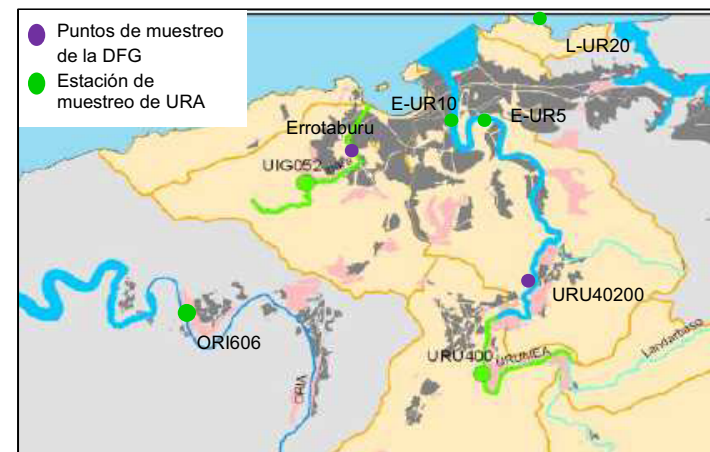 Puntos de muestreo
de la DFG
Estación de
muestreo de URA
L-UR20
E-UR10
E-UR5
Errotaburu
UIG052
URU40200
ORI606
URU400
URUMEA
Landarbaso
ORIA